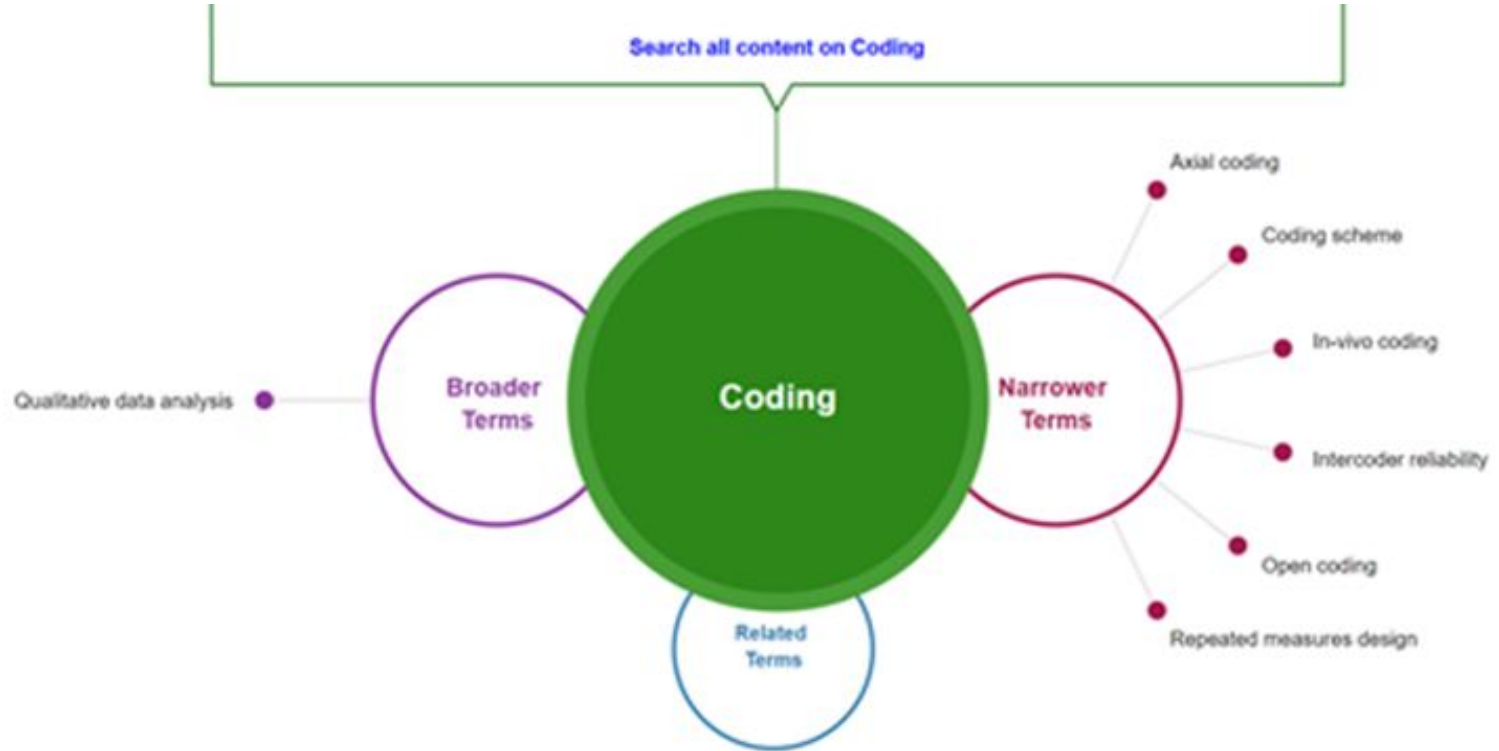 Search all content on Coding
Axial coding
Coding scheme
In-vivo coding
Broader
Terms
Coding
Narrower
Terms
Qualitative data analysis
Intercoder reliability
Open coding
Related
Terms
Repeated measures design